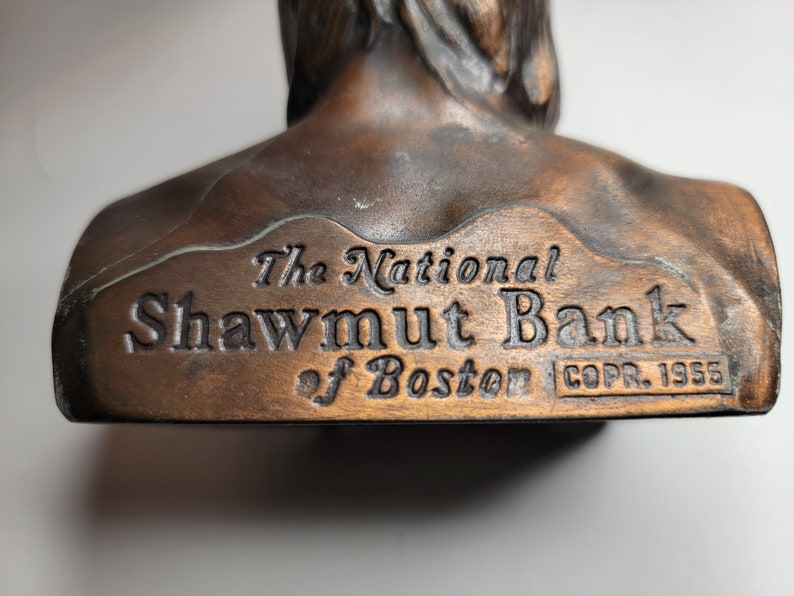 The National
Shawmut Bank
of Boston
COPR. 1955